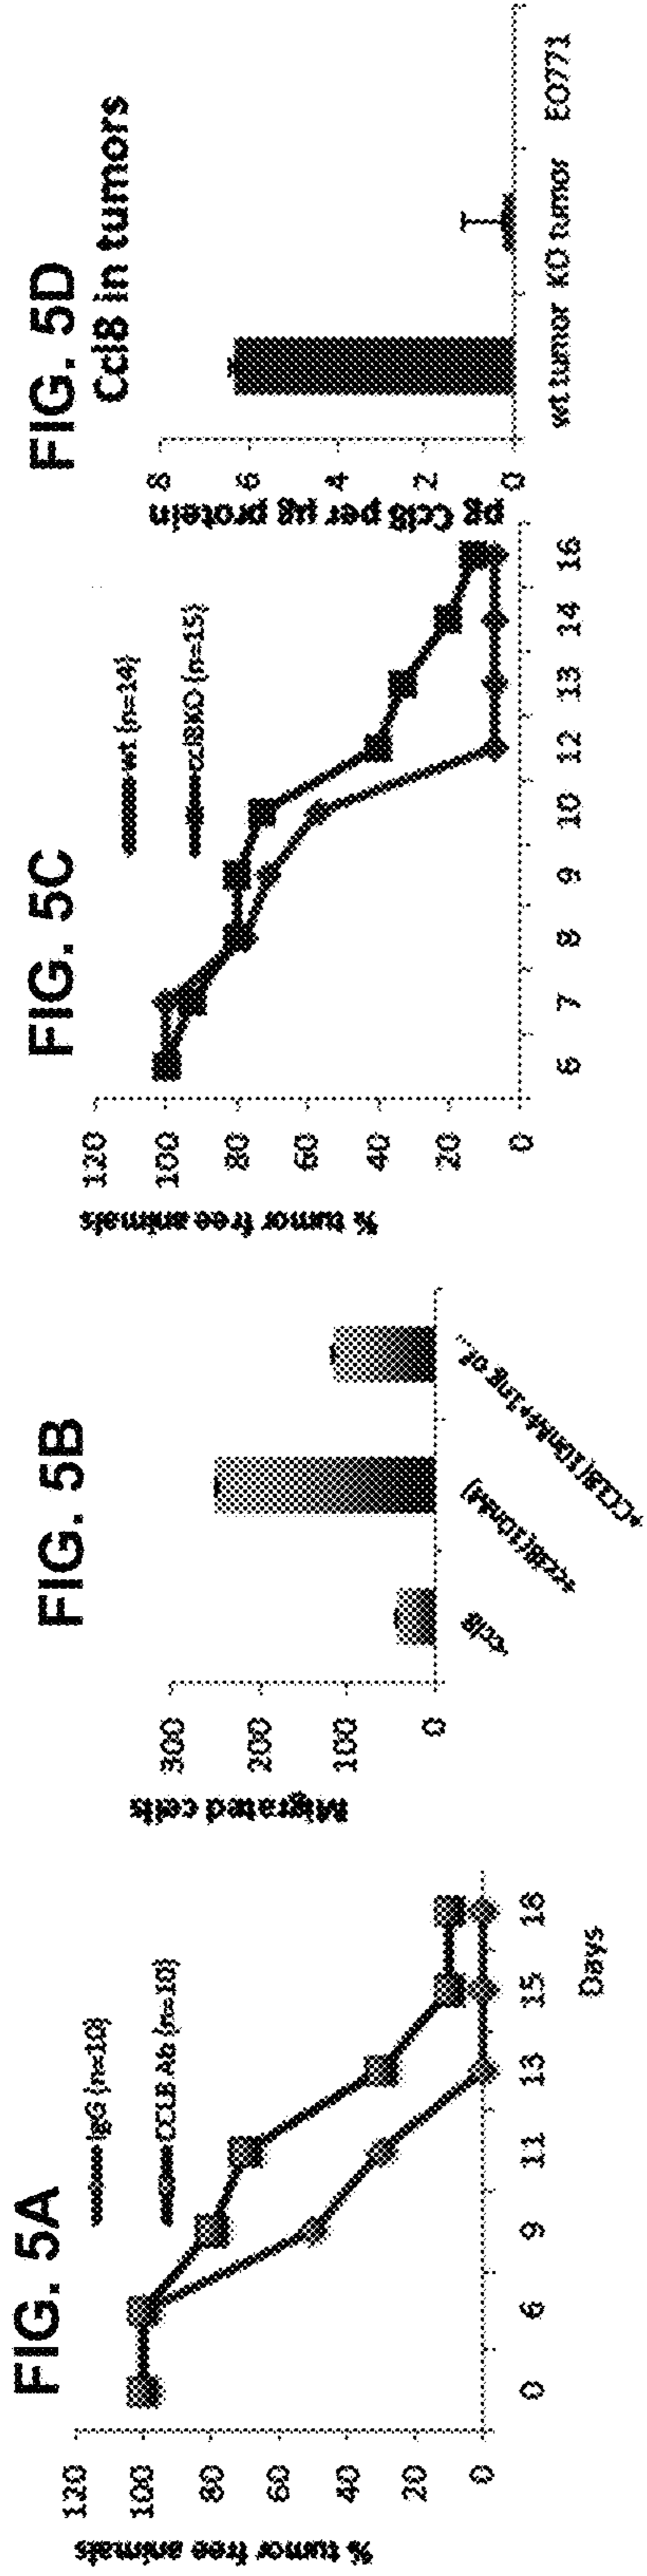 FIG. 5A
IgG (n=10)
CCL8 Ab (n=10)
% tumor free animals
120
100
80
60
40
20
0
0 6 9 11 13 15 18
Days
FIG. 5B
Migrated cells
300
200
100
0
ccl8
FIG. 5C
wt (n=14)
ccl8KO (n=15)
% tumor free animals
120
100
80
60
40
20
0
6 7 8 9 10 12 13 14 16
FIG. 5D
Ccl8 in tumors
pg Ccl8 per µg protein
8
6
4
2
0
wt tumor KO tumor EO771